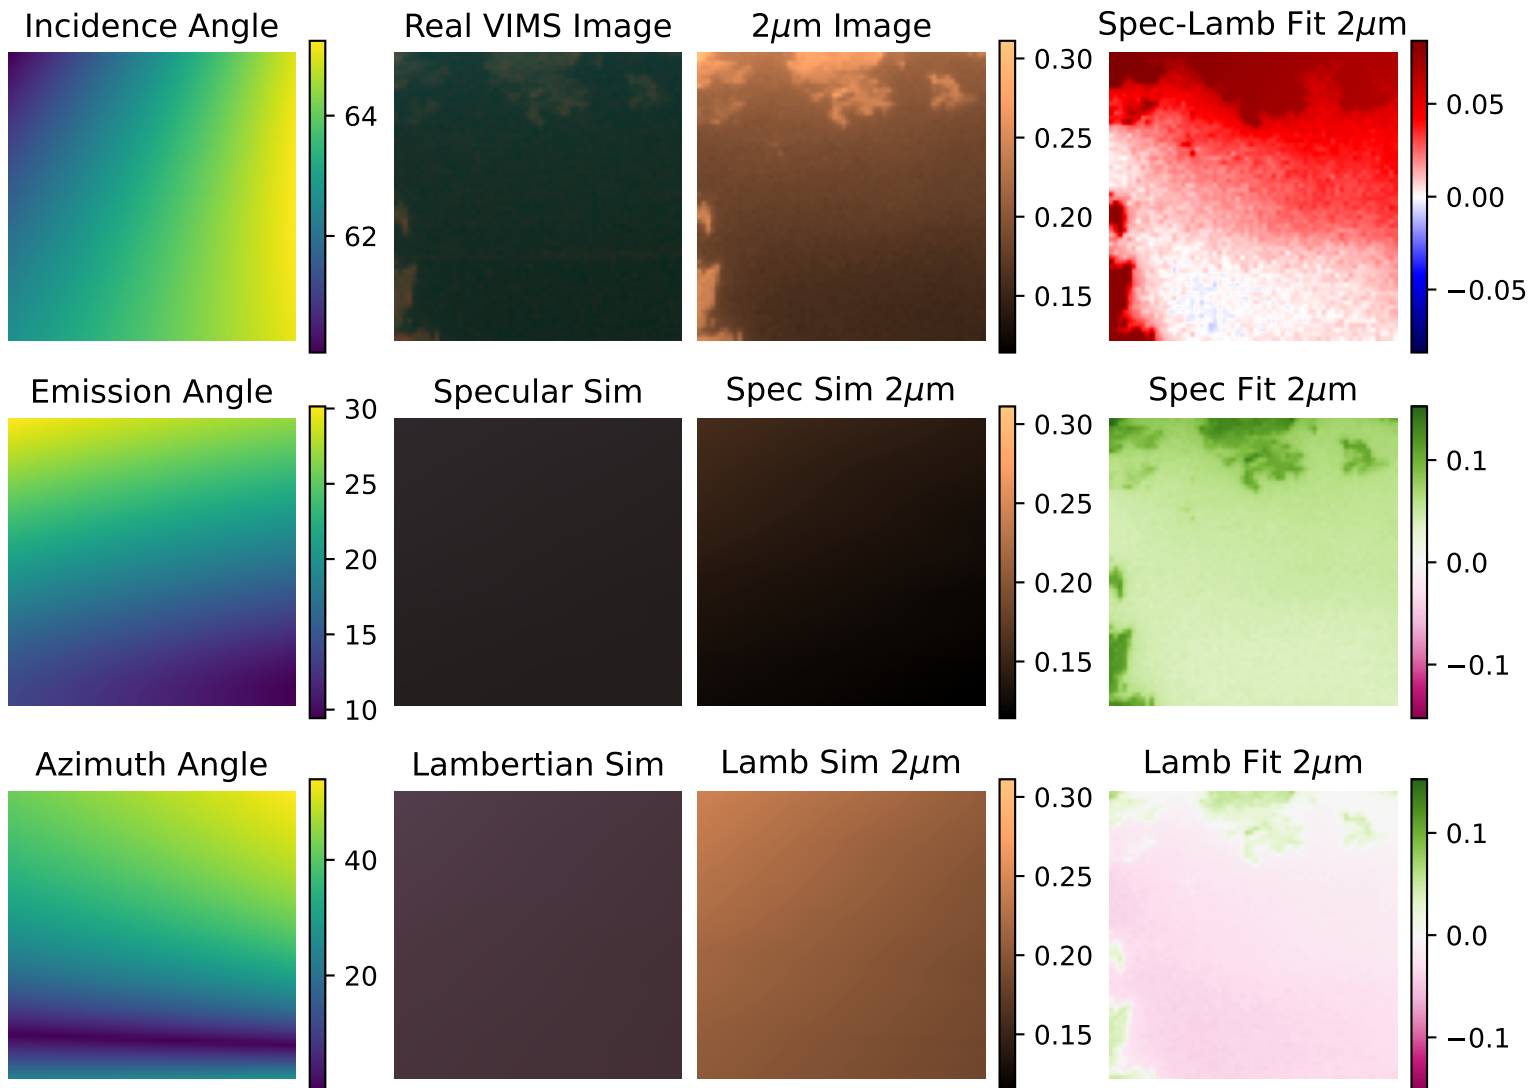 Incidence Angle
64
62
Real VIMS Image
2μm Image
0.30
0.25
0.20
0.15
Spec-Lamb Fit 2μm
0.05
0.00
−0.05
Emission Angle
30
25
20
15
10
Specular Sim
Spec Sim 2μm
0.30
0.25
0.20
0.15
Spec Fit 2μm
0.1
0.0
−0.1
Azimuth Angle
40
20
Lambertian Sim
Lamb Sim 2μm
0.30
0.25
0.20
0.15
Lamb Fit 2μm
0.1
0.0
−0.1